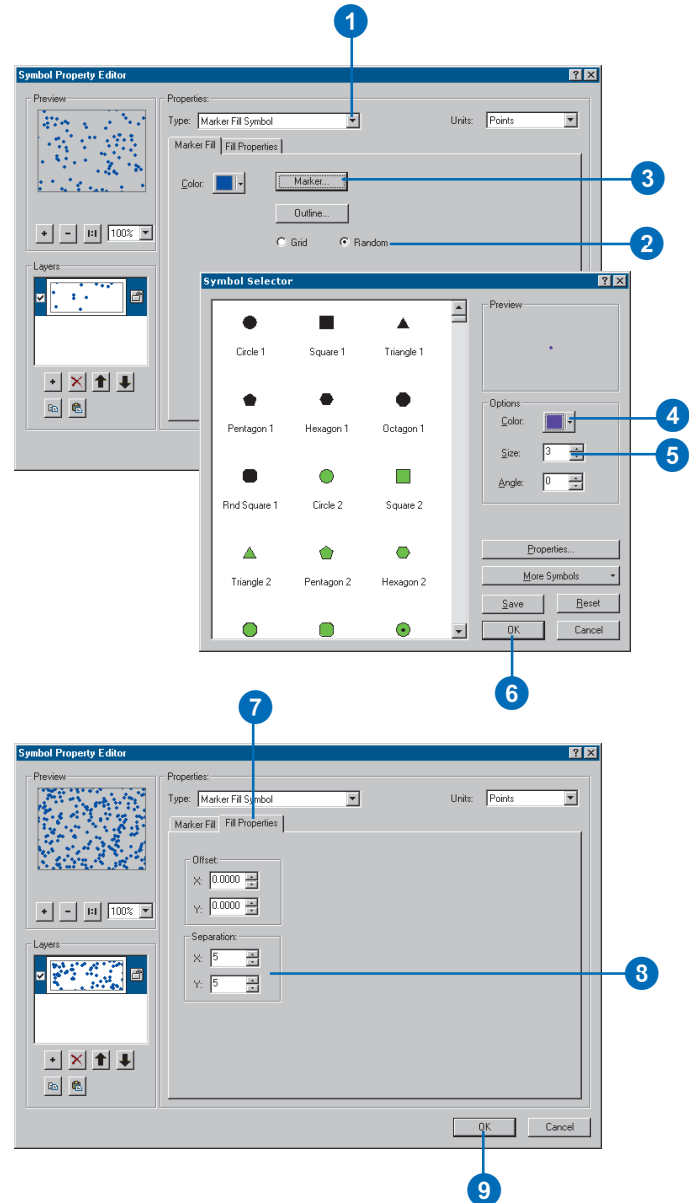 1
Symbol Property Editor
Preview
Properties:
Type: Marker Fill Symbol
Units: Points
Marker Fill Fill Properties
Color:
Marker...
3
Outline...
+ - 1:1 100%
Grid Random
2
Layers
Symbol Selector
Circle 1 Square 1 Triangle 1
Pentagon 1 Hexagon 1 Octagon 1
Rnd Square 1 Circle 2 Square 2
Triangle 2 Pentagon 2 Hexagon 2
Preview
Options
Color:
4
Size: 3
5
Angle: 0
Properties...
More Symbols
Save Reset
OK Cancel
6
7
Symbol Property Editor
Preview
Properties:
Type: Marker Fill Symbol
Units: Points
Marker Fill Fill Properties
Offset:
X: 0.0000
Y: 0.0000
+ - 1:1 100%
Separation:
Layers
X: 5
8
Y: 5
OK Cancel
9